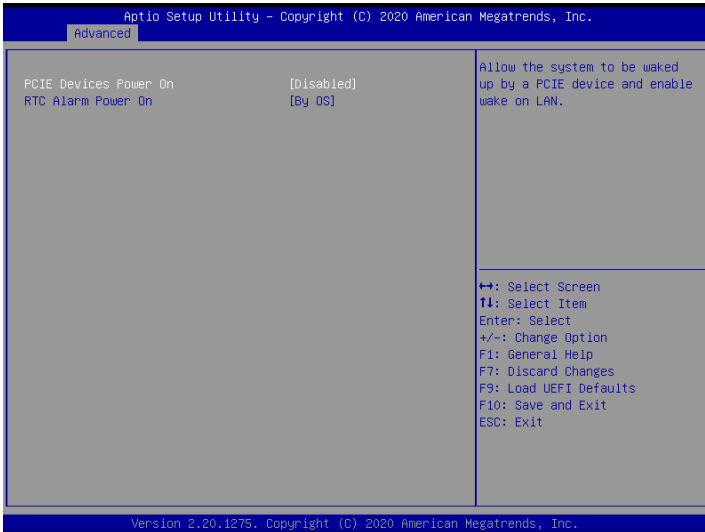 Aptio Setup Utility – Copyright (C) 2020 American Megatrends, Inc.
Advanced
PCIE Devices Power On [Disabled]
RTC Alarm Power On [By OS]
Allow the system to be waked
up by a PCIE device and enable
wake on LAN.
↔: Select Screen
↑↓: Select Item
Enter: Select
+/-: Change Option
F1: General Help
F7: Discard Changes
F9: Load UEFI Defaults
F10: Save and Exit
ESC: Exit
Version 2.20.1275. Copyright (C) 2020 American Megatrends, Inc.